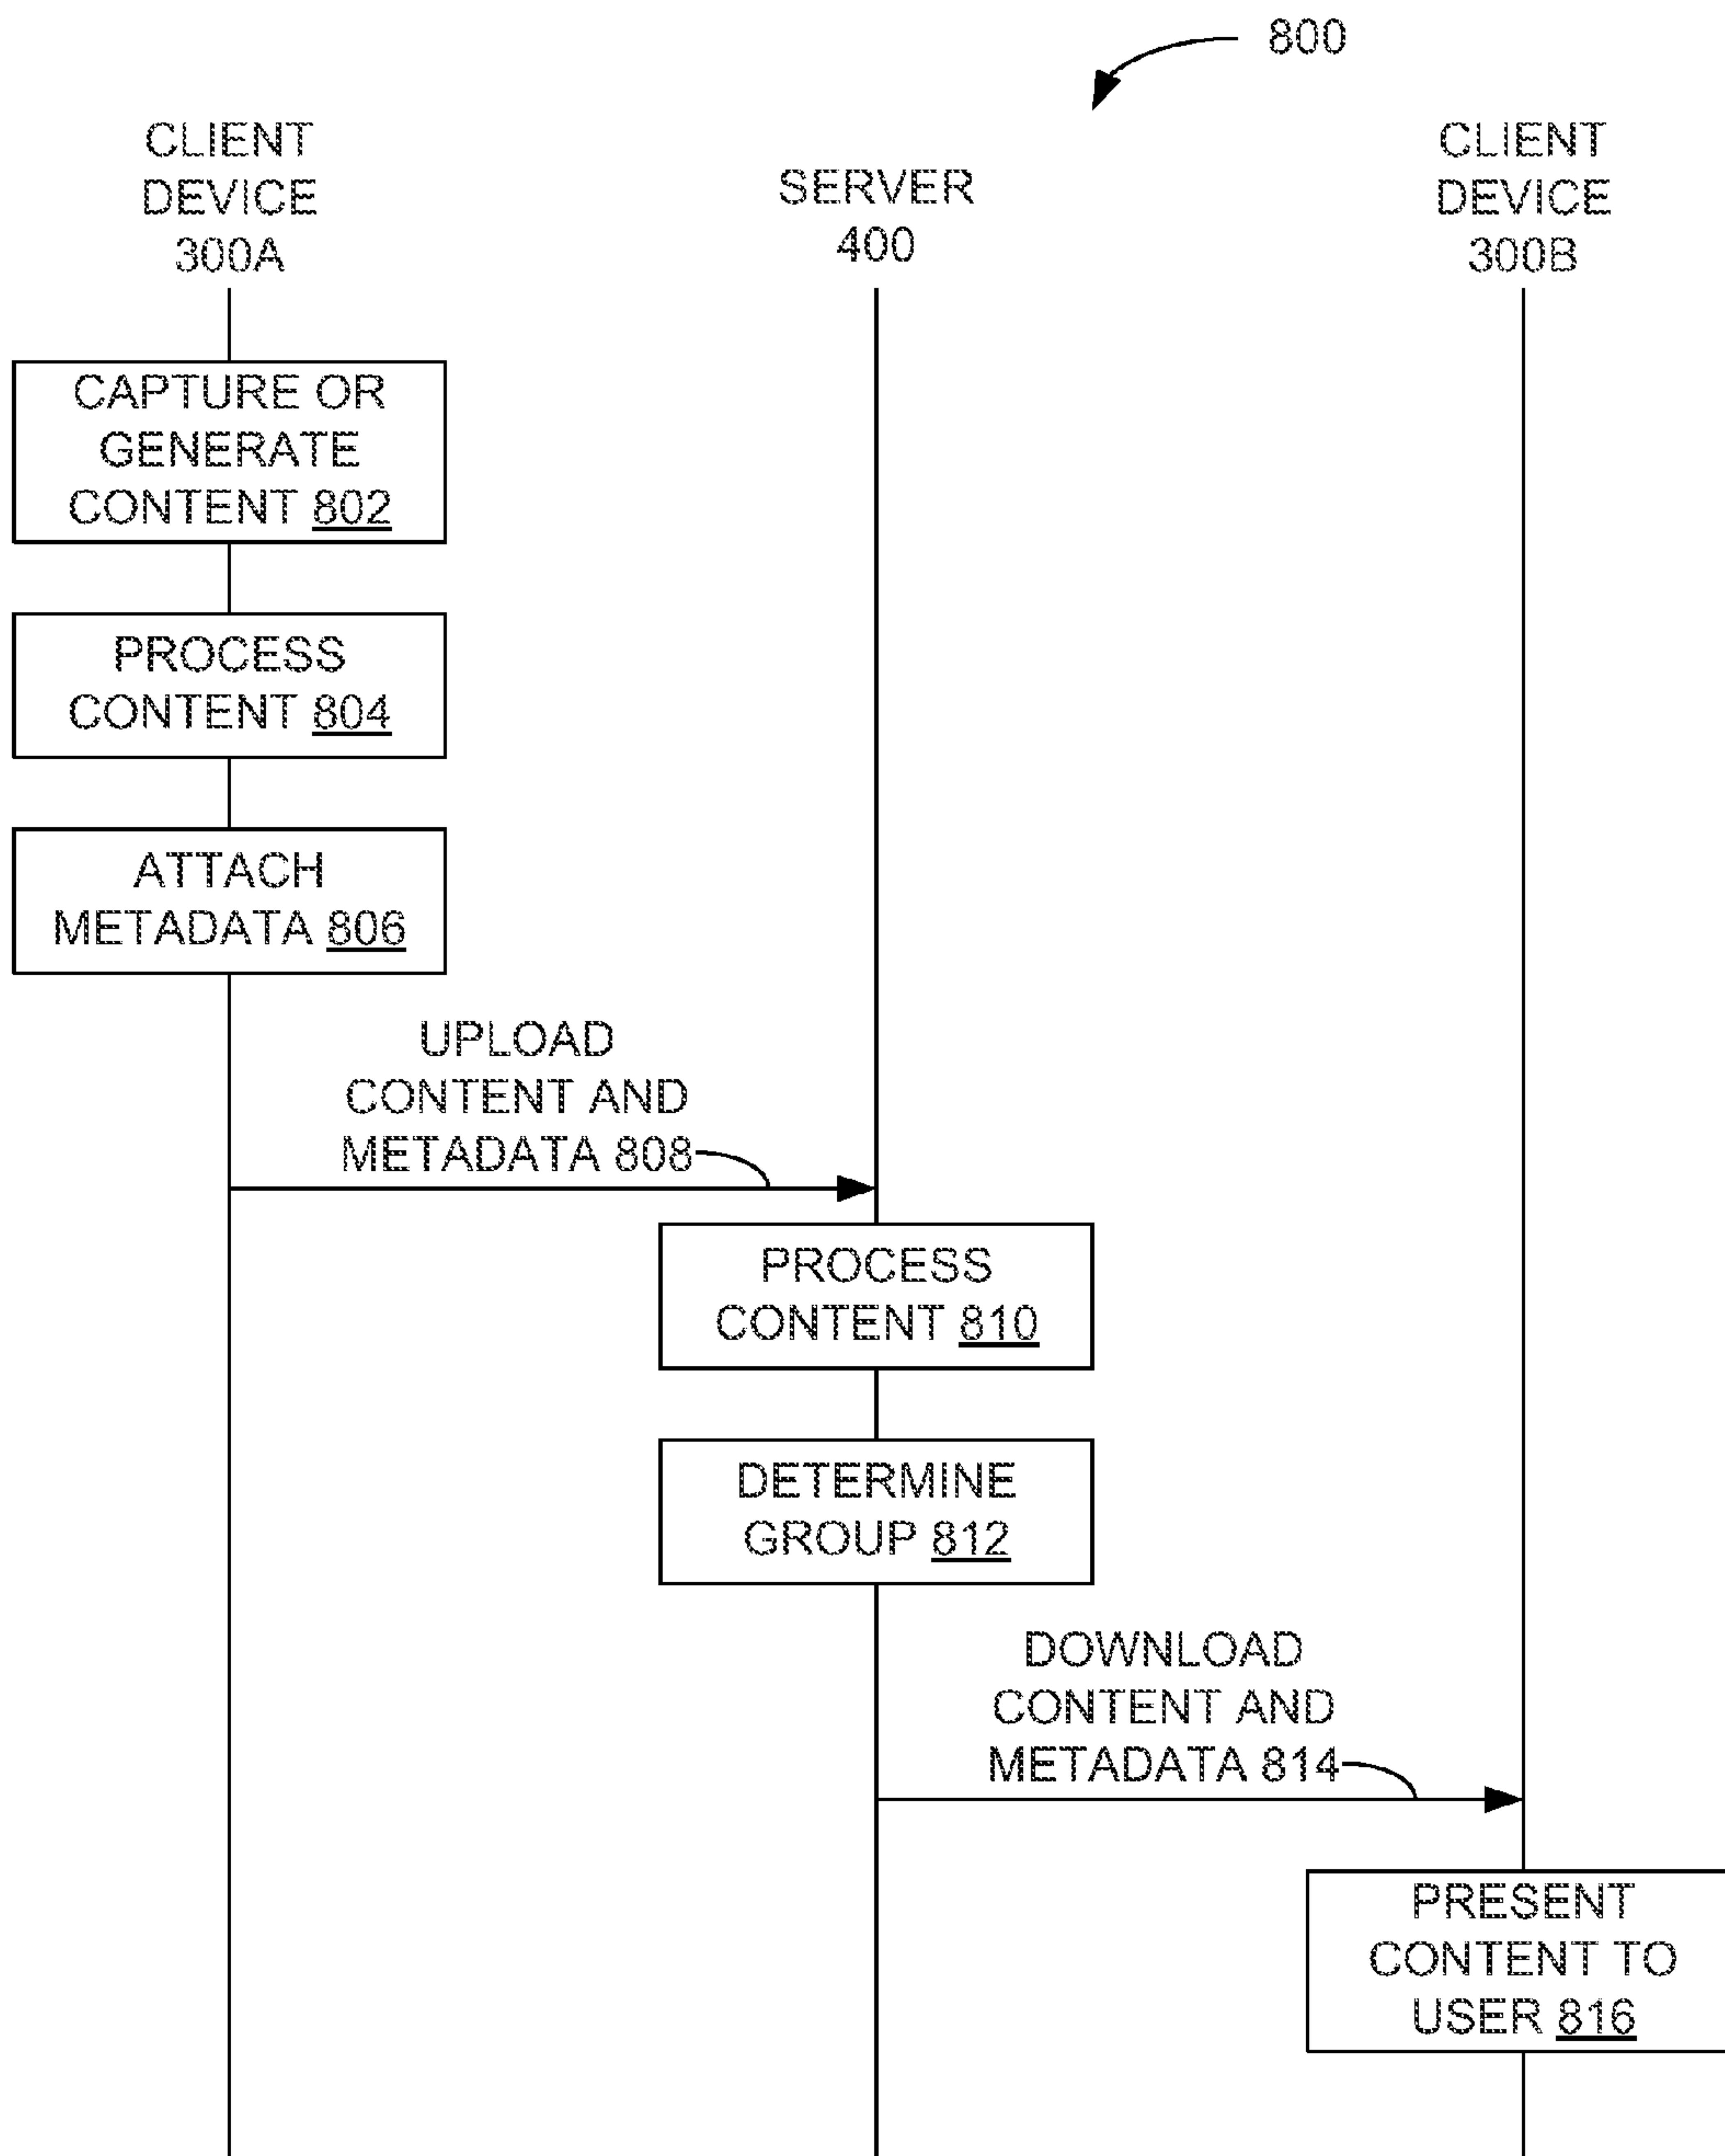 800
CLIENT
DEVICE
300A
SERVER
400
CLIENT
DEVICE
300B
CAPTURE OR
GENERATE
CONTENT 802
PROCESS
CONTENT 804
ATTACH
METADATA 806
UPLOAD
CONTENT AND
METADATA 808
PROCESS
CONTENT 810
DETERMINE
GROUP 812
DOWNLOAD
CONTENT AND
METADATA 814
PRESENT
CONTENT TO
USER 816